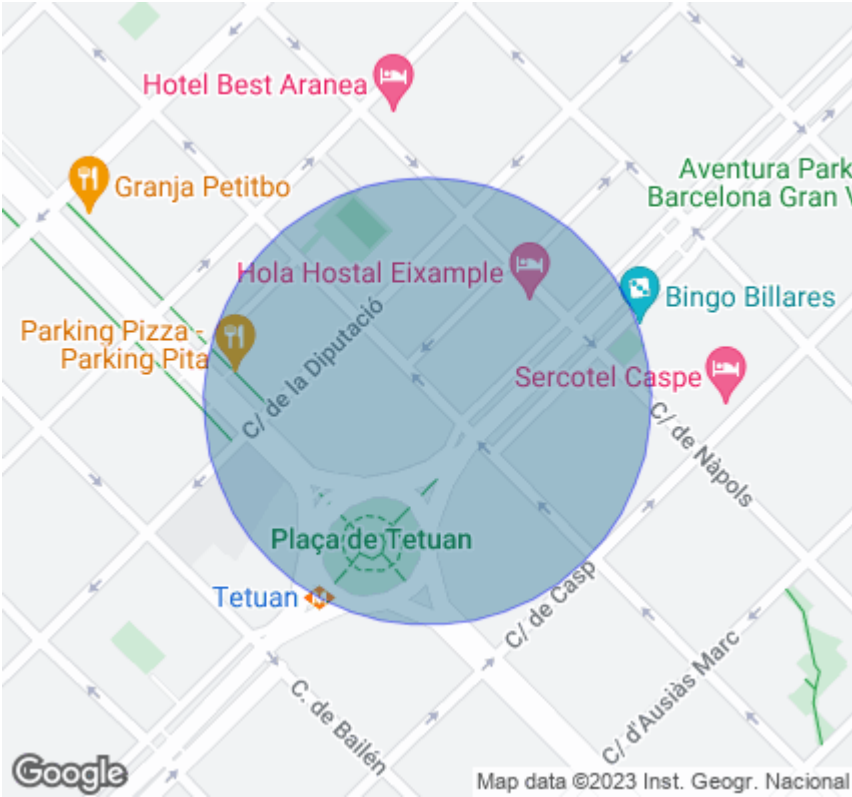 Hotel Best Aranea
Granja Petitbo
Aventura Park
Barcelona Gran V
Hola Hostal Eixample
Bingo Billares
Parking Pizza -
Parking Pita
C/ de la Diputació
Sercotel Caspe
C/ de Nàpols
Plaça de Tetuan
Tetuan
C/ de Casp
C. de Bailén
C/ d'Ausiàs Marc
Google
Map data ©2023 Inst. Geogr. Nacional